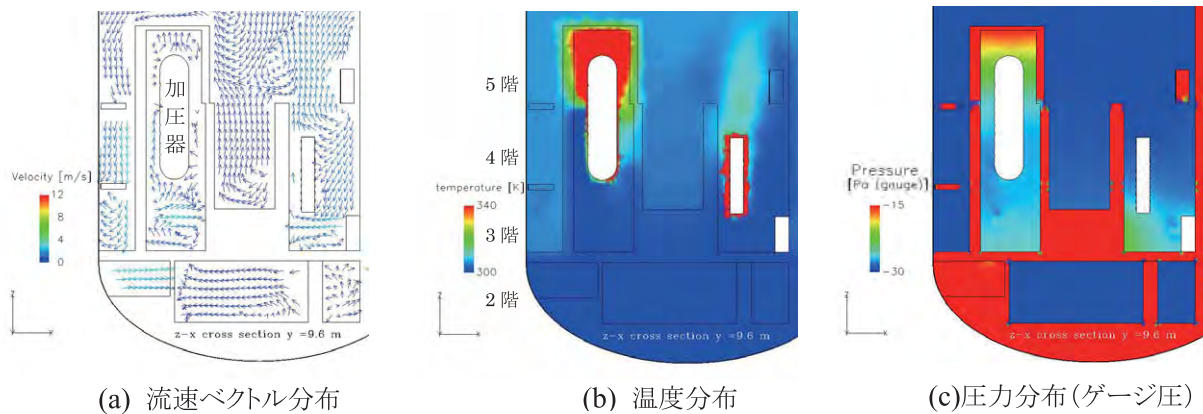 加圧器
Velocity [m/s]
12
8
4
0
z
x
z-x cross section y =9.6 m
(a) 流速ベクトル分布
5階
4階
temperature [K]
340
3階
300
2階
z
x
z-x cross section y =9.6 m
(b) 温度分布
Pressure
[Pa (gauge)]
-15
-30
z
x
z-x cross section y =9.6 m
(c)圧力分布(ゲージ圧)